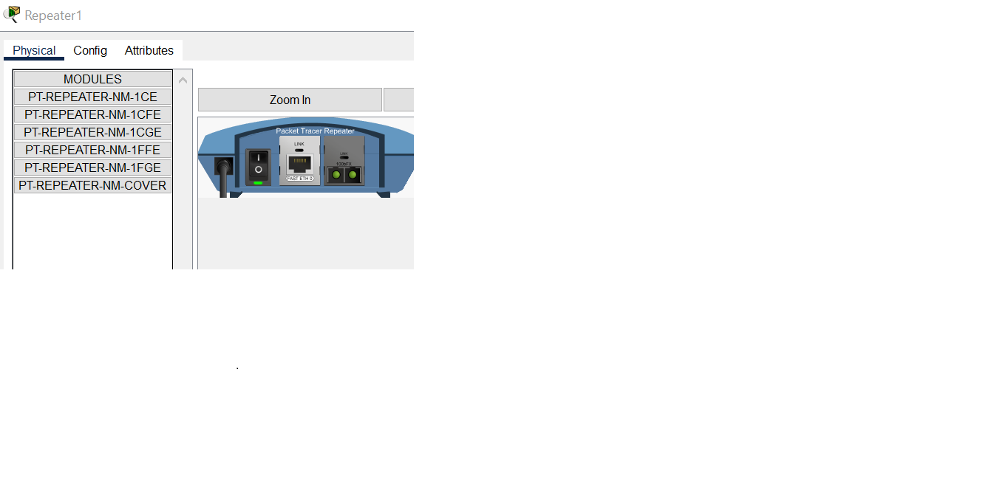 Repeater1
Physical Config Attributes
MODULES
PT-REPEATER-NM-1CE
PT-REPEATER-NM-1CFE
PT-REPEATER-NM-1CGE
PT-REPEATER-NM-1FFE
PT-REPEATER-NM-1FGE
PT-REPEATER-NM-COVER
Zoom In
Packet Tracer Repeater
LINK
FAST ETH 0
LINK
100bFX
.